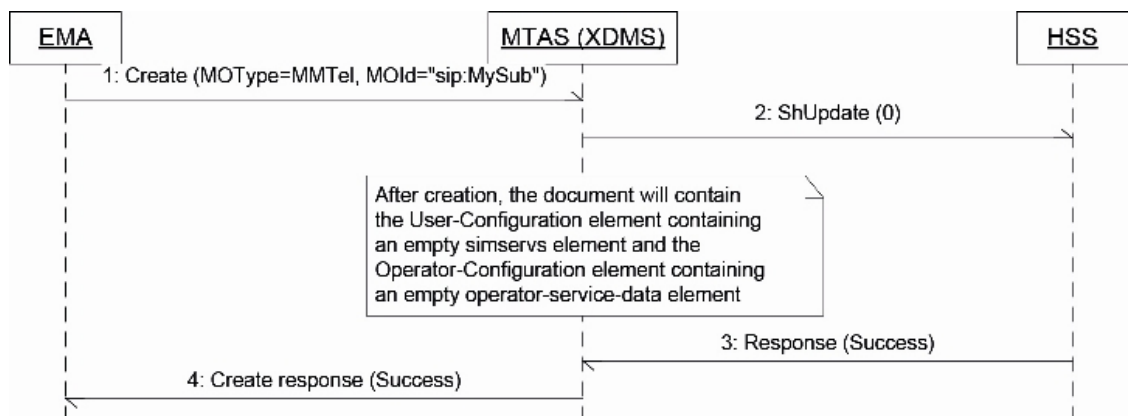 EMA
MTAS (XDMS)
HSS
1: Create (MOType=MMTel, MOId="sip:MySub")
2: ShUpdate (0)
After creation, the document will contain
the User-Configuration element containing
an empty simservs element and the
Operator-Configuration element containing
an empty operator-service-data element
3: Response (Success)
4: Create response (Success)